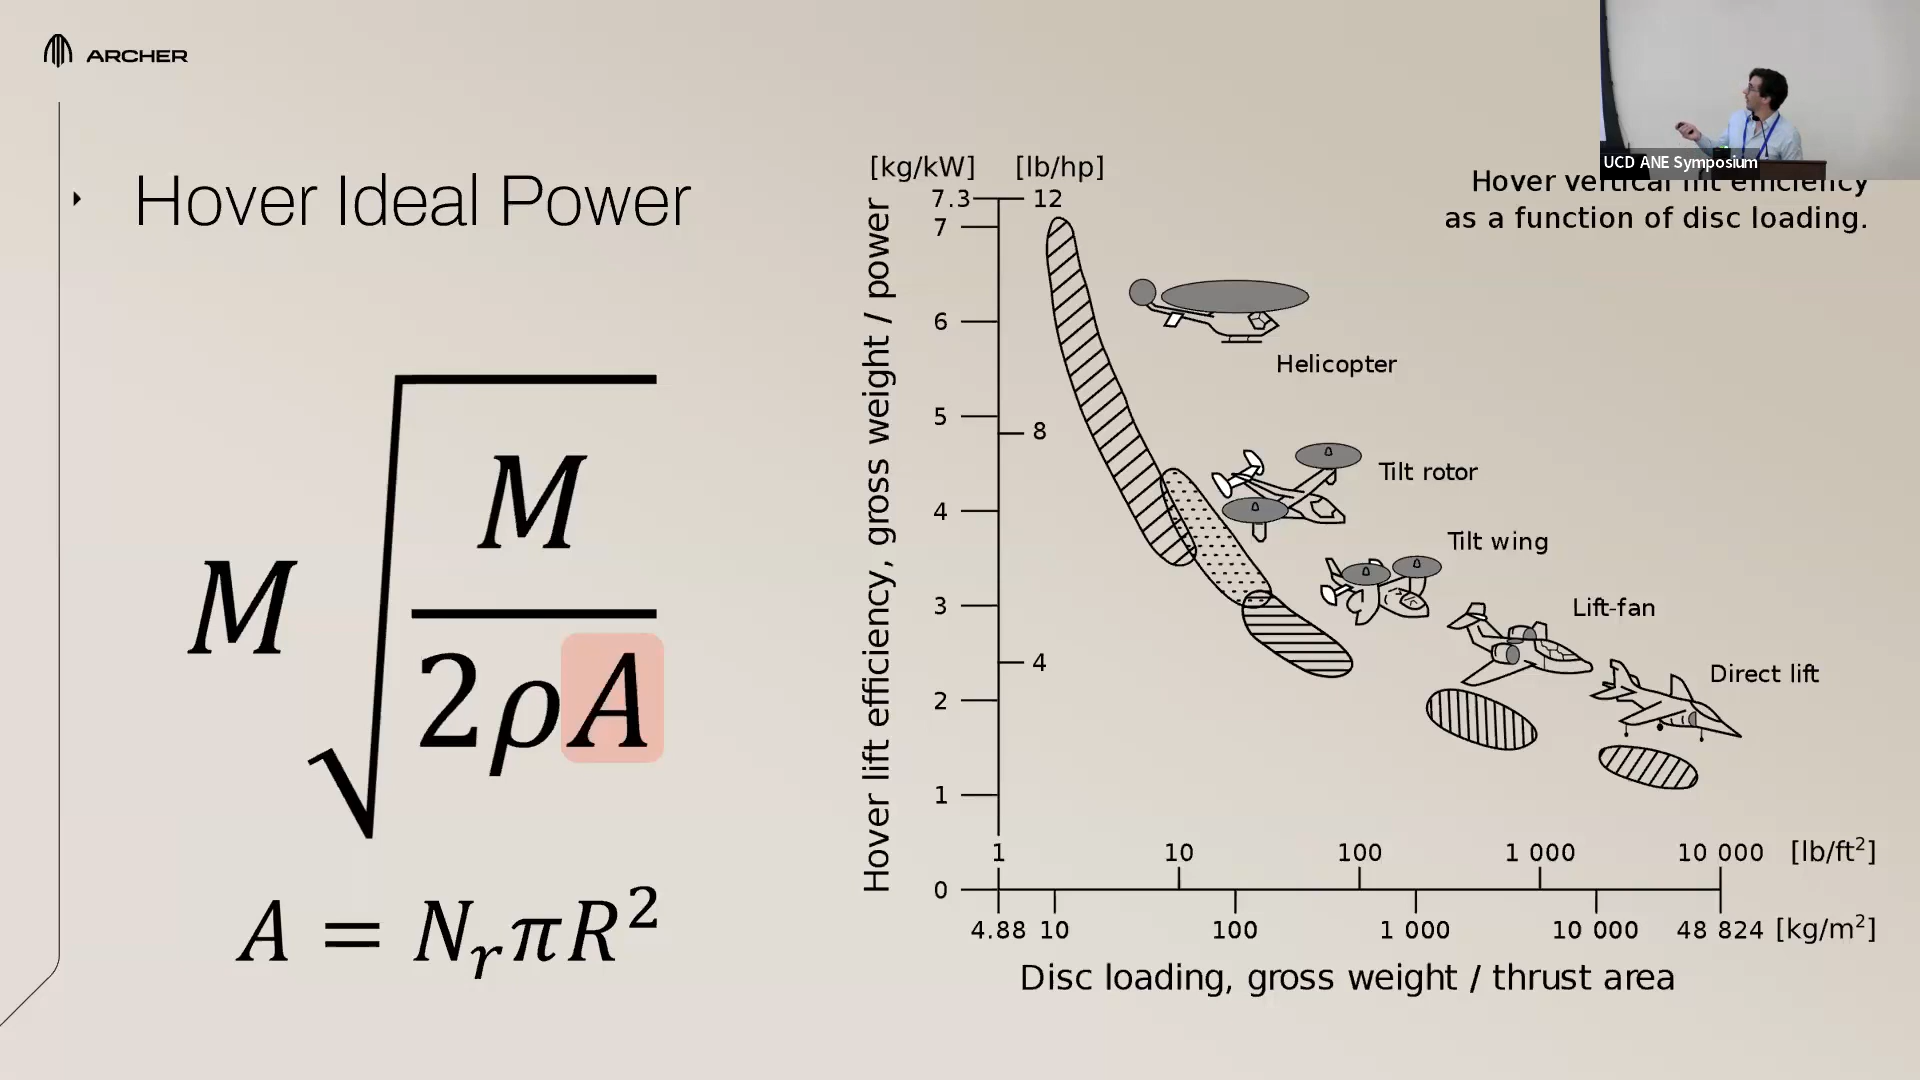 ARCHER
Hover Ideal Power
M √ M
2ρA
A = NᵣπR²
[kg/kW] [lb/hp]
7.3 12
7
6
5
8
4
3
4
2
1
0
Hover lift efficiency, gross weight / power
Helicopter
Tilt rotor
Tilt wing
Lift-fan
Direct lift
1 10 100 1 000 10 000 [lb/ft²]
4.88 10 100 1 000 10 000 48 824 [kg/m²]
Disc loading, gross weight / thrust area
UCD ANE Symposium
Hover vertical lift efficiency
as a function of disc loading.